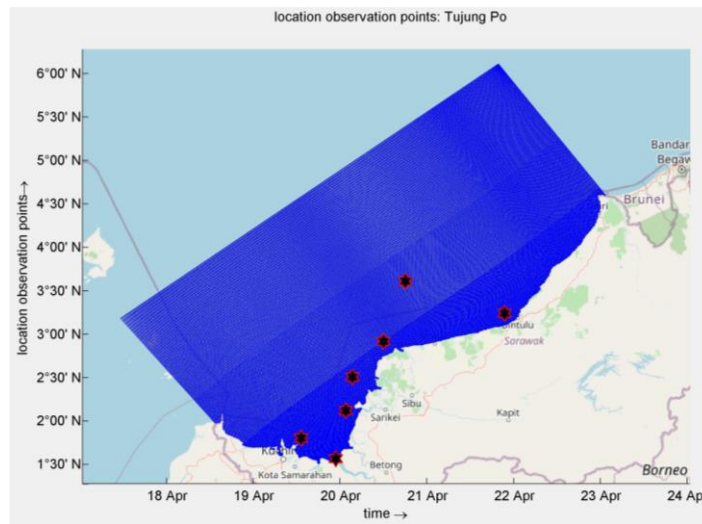 location observation points: Tujung Po
6°00' N
5°30' N
5°00' N
4°30' N
4°00' N
3°30' N
3°00' N
2°30' N
2°00' N
1°30' N
location observation points→
Bandar
Begaw
Brunei
Sarawak
Sibu
Sarikei
Kapit
Betong
Kota Samarahan
Borneo
18 Apr
19 Apr
20 Apr
21 Apr
22 Apr
23 Apr
24 Ap
time →